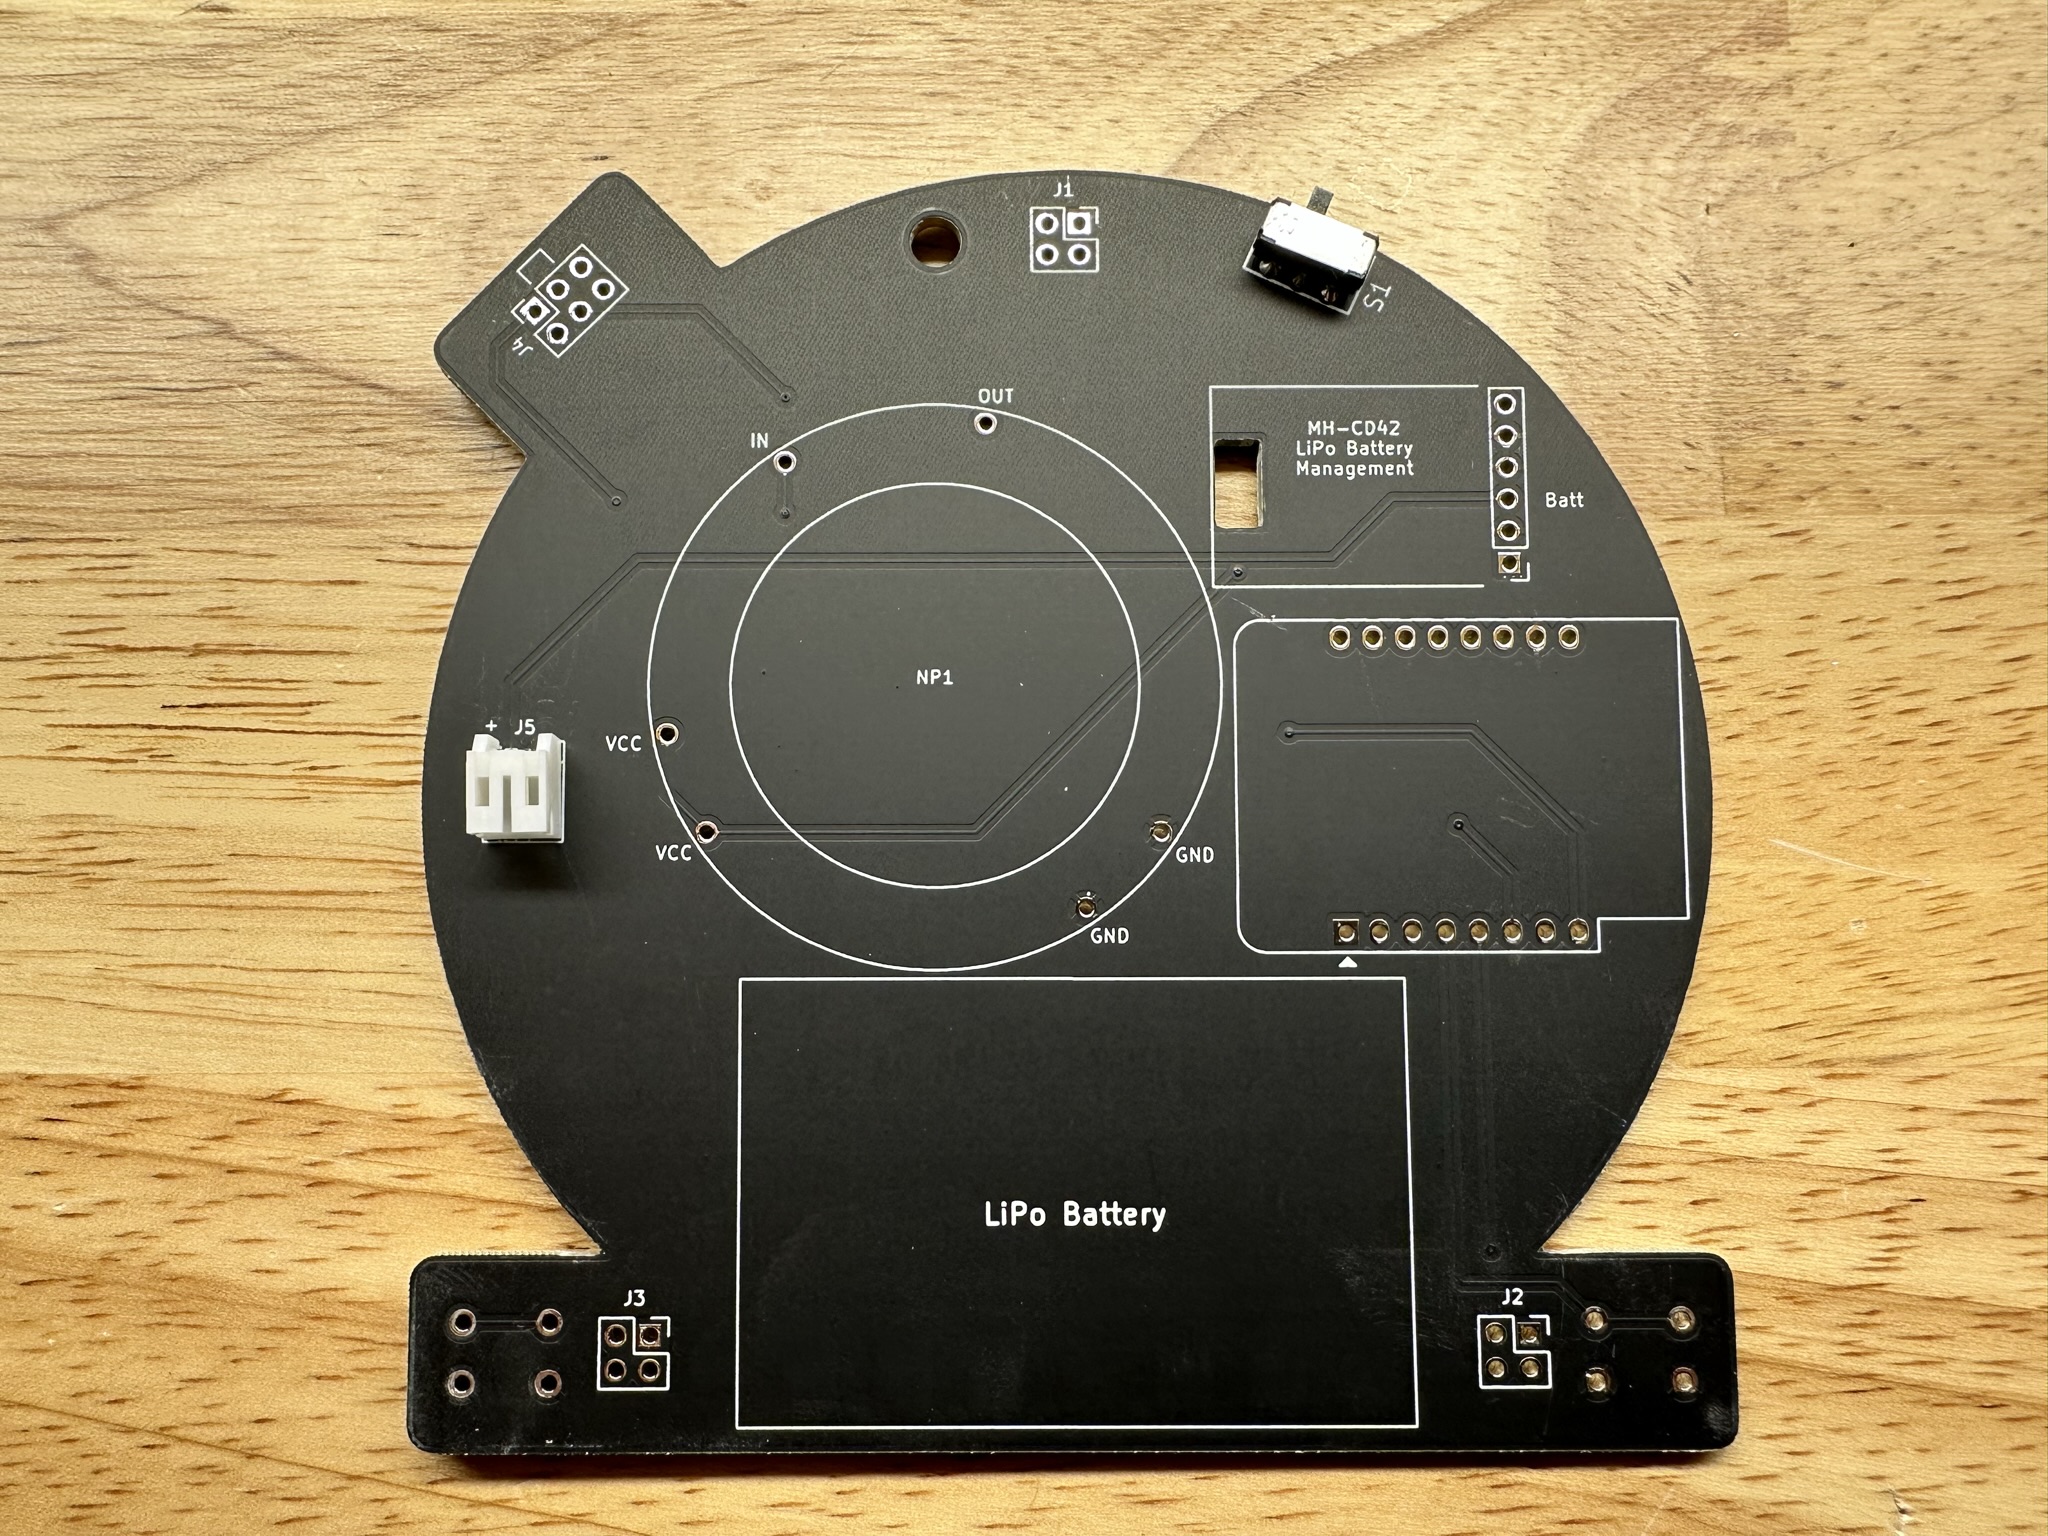 J1
S1
J4
OUT
IN
MH-CD42
LiPo Battery
Management
Batt
NP1
+ J5
VCC
VCC
GND
GND
LiPo Battery
J3
J2